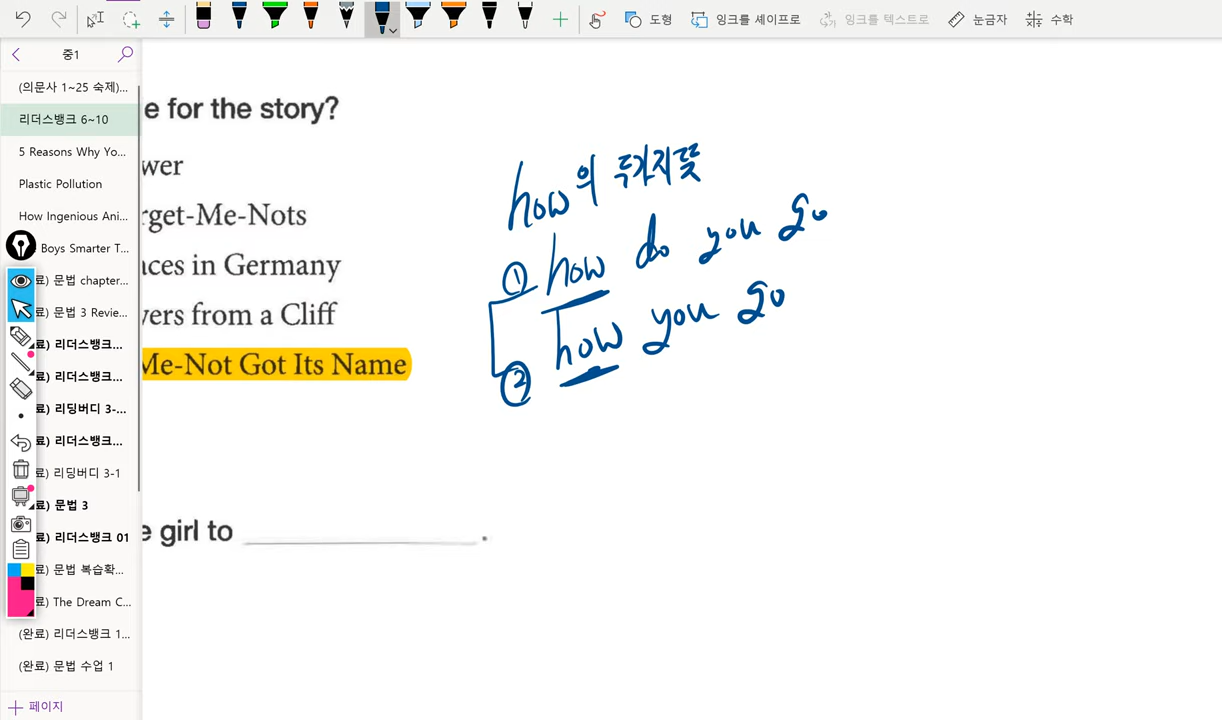 도형
잉크를 셰이프로
잉크를 텍스트로
눈금자
수학
중1
(의문사 1~25 숙제)...
리더스뱅크 6~10
5 Reasons Why Yo...
Plastic Pollution
How Ingenious Ani...
Boys Smarter T...
료) 문법 chapter...
료) 문법 3 Revie...
료) 리더스뱅크...
료) 리더스뱅크...
료) 리딩버디 3-...
료) 리더스뱅크...
료) 리딩버디 3-1
료) 문법 3
료) 리더스뱅크 01
료) 문법 복습확...
료) The Dream C...
(완료) 리더스뱅크 1...
(완료) 문법 수업 1
페이지
e for the story?
wer
rget-Me-Nots
aces in Germany
vers from a Cliff
Me-Not Got Its Name
e girl to ____________.
how의 두가지 뜻
① how do you go
② how you go